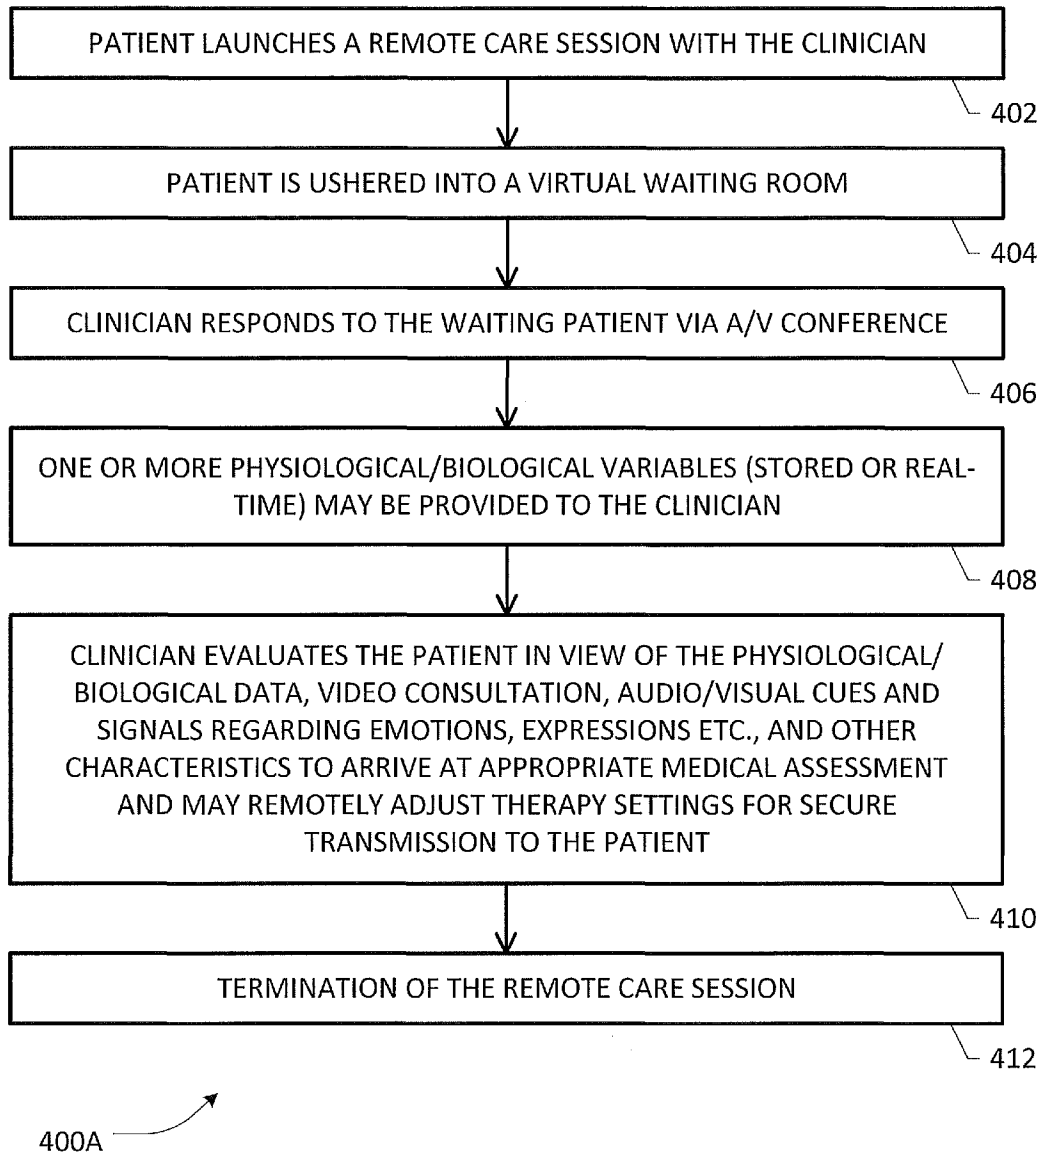 PATIENT LAUNCHES A REMOTE CARE SESSION WITH THE CLINICIAN
402
PATIENT IS USHERED INTO A VIRTUAL WAITING ROOM
404
CLINICIAN RESPONDS TO THE WAITING PATIENT VIA A/V CONFERENCE
406
ONE OR MORE PHYSIOLOGICAL/BIOLOGICAL VARIABLES (STORED OR REAL-
TIME) MAY BE PROVIDED TO THE CLINICIAN
408
CLINICIAN EVALUATES THE PATIENT IN VIEW OF THE PHYSIOLOGICAL/
BIOLOGICAL DATA, VIDEO CONSULTATION, AUDIO/VISUAL CUES AND
SIGNALS REGARDING EMOTIONS, EXPRESSIONS ETC., AND OTHER
CHARACTERISTICS TO ARRIVE AT APPROPRIATE MEDICAL ASSESSMENT
AND MAY REMOTELY ADJUST THERAPY SETTINGS FOR SECURE
TRANSMISSION TO THE PATIENT
410
TERMINATION OF THE REMOTE CARE SESSION
412
400A